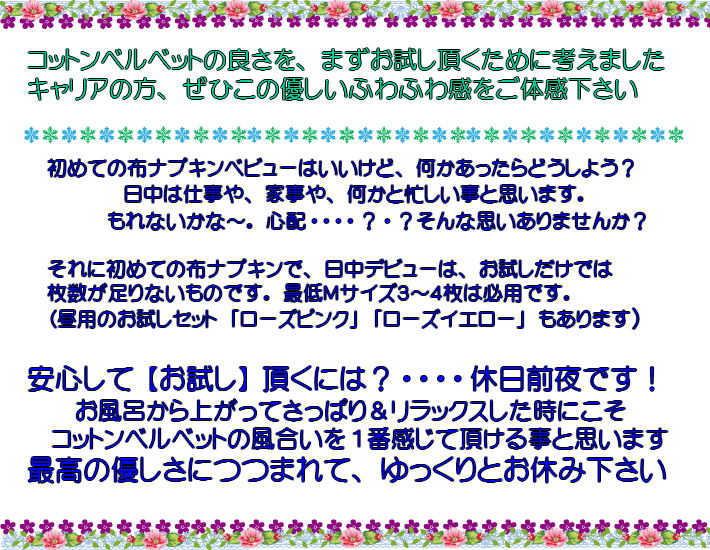 コットンベルベットの良さを、まずお試し頂くために考えました
キャリアの方、ぜひこの優しいふわふわ感をご体感下さい
初めての布ナプキンベビューはいいけど、何かあったらどうしよう？
日中は仕事や、家事や、何かと忙しい事と思います。
もれないかな～。心配・・・・？・？そんな思いありませんか？
それに初めての布ナプキンで、日中デビューは、お試しだけでは
枚数が足りないものです。最低Mサイズ3～4枚は必用です。
（昼用のお試しセット「ローズピンク」「ローズイエロー」もあります）
安心して【お試し】頂くには？・・・・休日前夜です！
お風呂から上がってさっぱり＆リラックスした時にこそ
コットンベルベットの風合いを１番感じて頂ける事と思います
最高の優しさにつつまれて、ゆっくりとお休み下さい